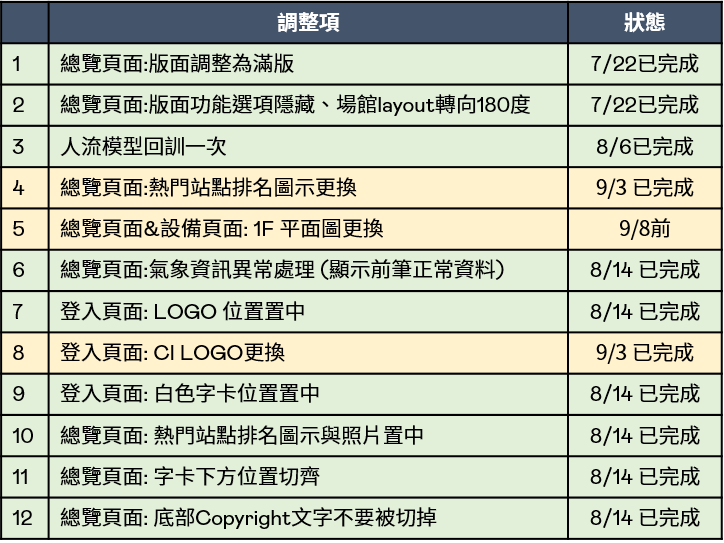 調整項 狀態
1 總覽頁面:版面調整為滿版 7/22已完成
2 總覽頁面:版面功能選項隱藏、場館layout轉向180度 7/22已完成
3 人流模型回訓一次 8/6已完成
4 總覽頁面:熱門站點排名圖示更換 9/3 已完成
5 總覽頁面&設備頁面: 1F 平面圖更換 9/8前
6 總覽頁面:氣象資訊異常處理 (顯示前筆正常資料) 8/14 已完成
7 登入頁面: LOGO 位置置中 8/14 已完成
8 登入頁面: CI LOGO更換 9/3 已完成
9 登入頁面: 白色字卡位置置中 8/14 已完成
10 總覽頁面: 熱門站點排名圖示與照片置中 8/14 已完成
11 總覽頁面: 字卡下方位置切齊 8/14 已完成
12 總覽頁面: 底部Copyright文字不要被切掉 8/14 已完成